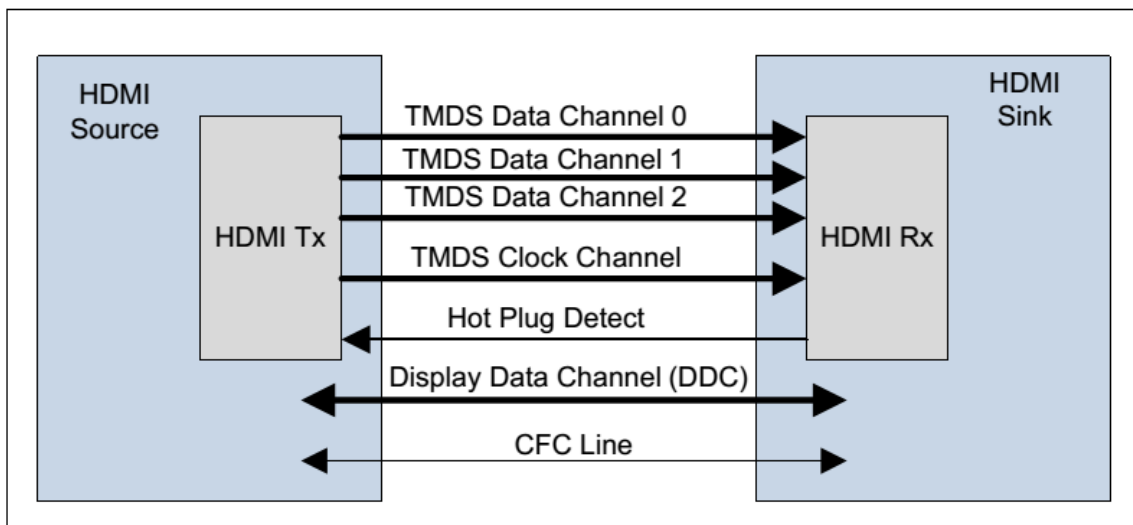 HDMI
Source
HDMI
Sink
TMDS Data Channel 0
TMDS Data Channel 1
TMDS Data Channel 2
HDMI Tx
HDMI Rx
TMDS Clock Channel
Hot Plug Detect
Display Data Channel (DDC)
CFC Line